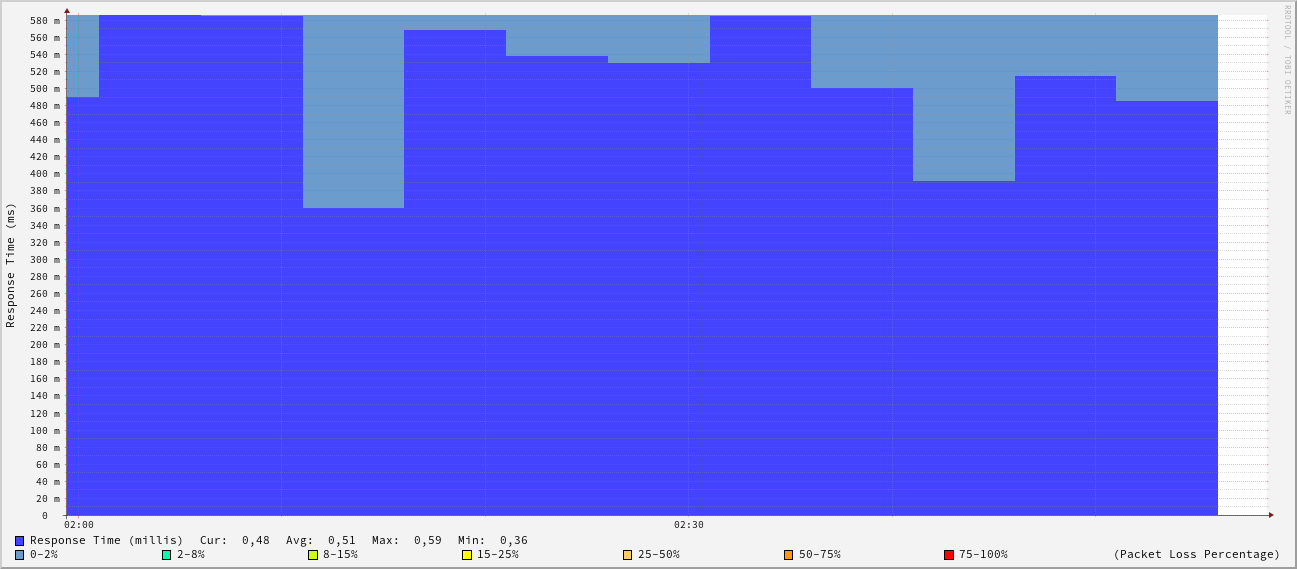 RRDTOOL / TOBI OETIKER
Response Time (ms)
580 m
560 m
540 m
520 m
500 m
480 m
460 m
440 m
420 m
400 m
380 m
360 m
340 m
320 m
300 m
280 m
260 m
240 m
220 m
200 m
180 m
160 m
140 m
120 m
100 m
80 m
60 m
40 m
20 m
0
02:00 02:30
Response Time (millis) Cur: 0,48 Avg: 0,51 Max: 0,59 Min: 0,36
0-2% 2-8% 8-15% 15-25% 25-50% 50-75% 75-100% (Packet Loss Percentage)